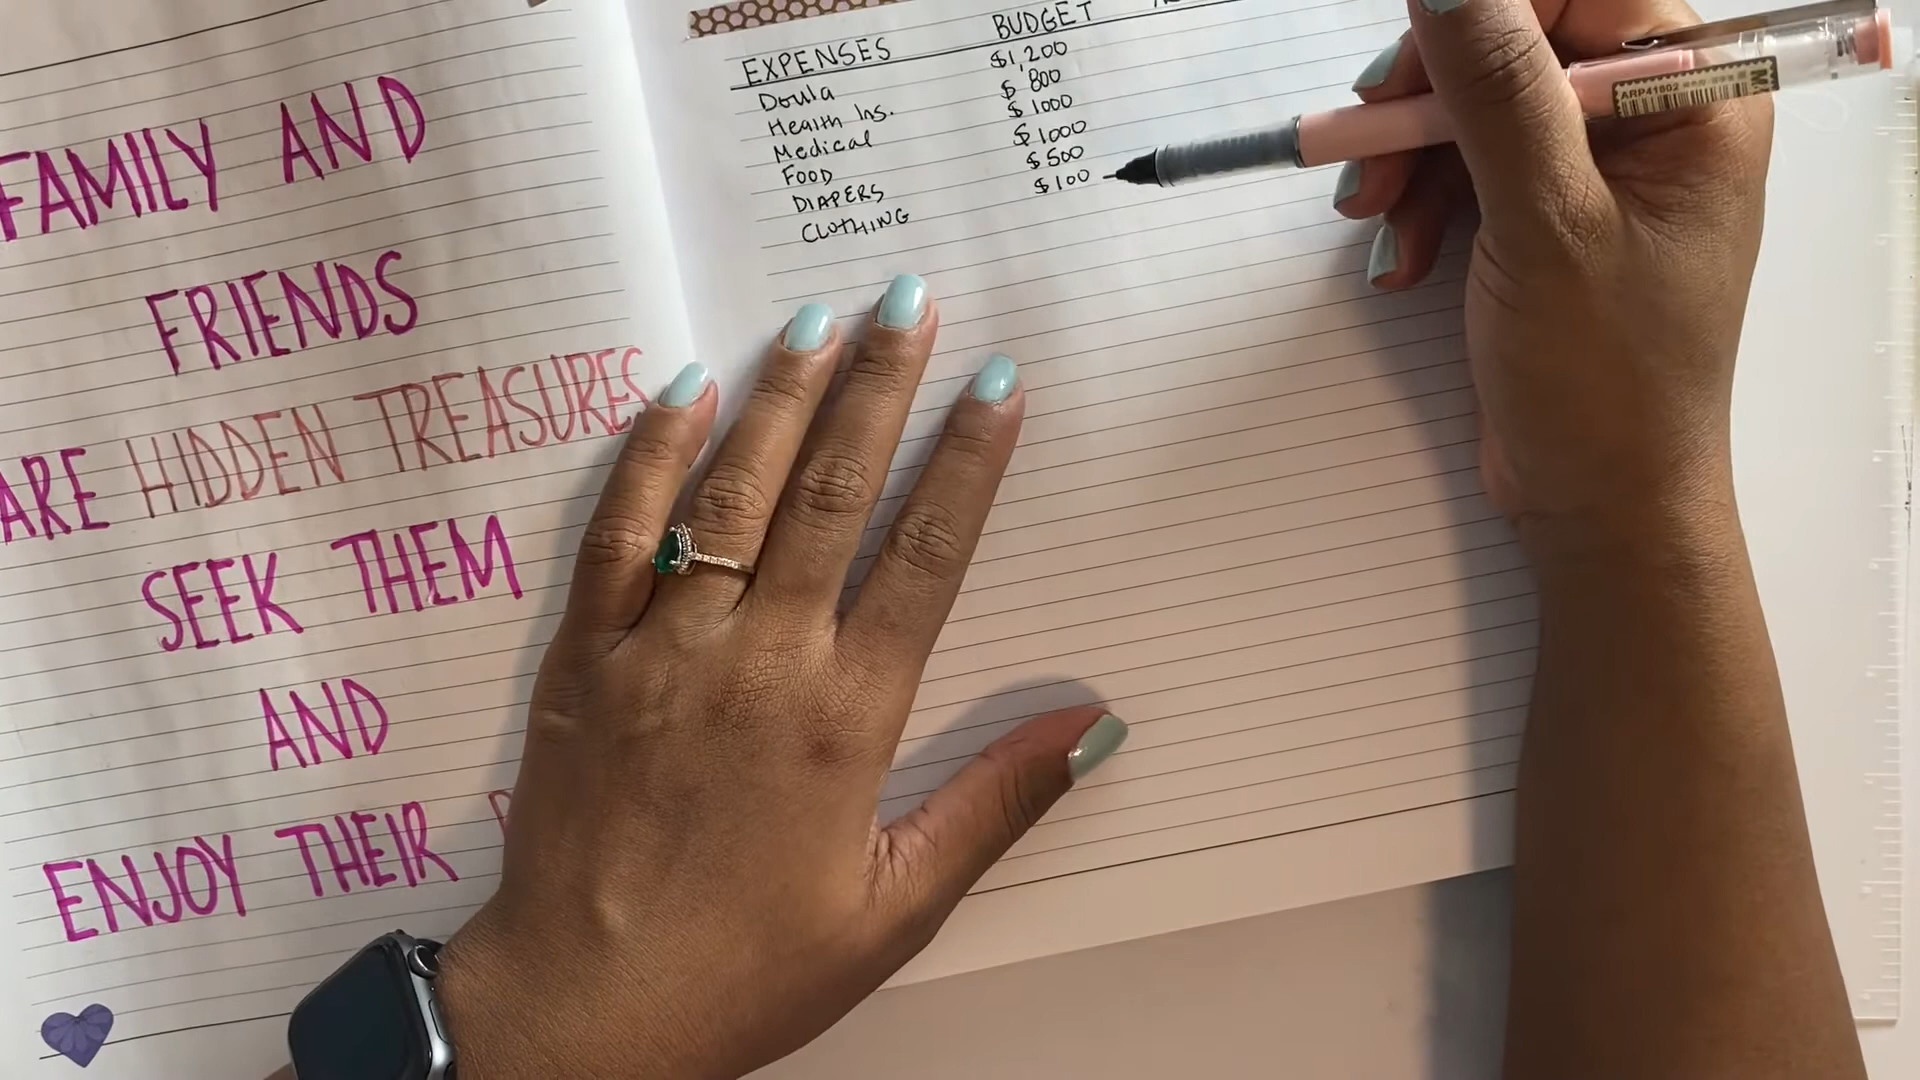 FAMILY AND
FRIENDS
ARE HIDDEN TREASURES
SEEK THEM
AND
ENJOY THEIR
EXPENSES BUDGET
Doula $1,200
Health Ins. $800
Medical $1000
FOOD $1000
DIAPERS $500
CLOTHING $100
ARP41802